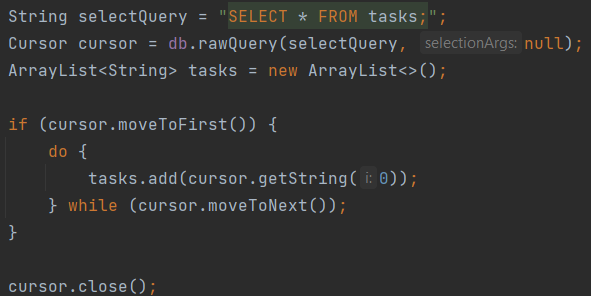 String selectQuery = "SELECT * FROM tasks;";
Cursor cursor = db.rawQuery(selectQuery, selectionArgs: null);
ArrayList<String> tasks = new ArrayList<>();

if (cursor.moveToFirst()) {
    do {
        tasks.add(cursor.getString( i: 0));
    } while (cursor.moveToNext());
}

cursor.close();